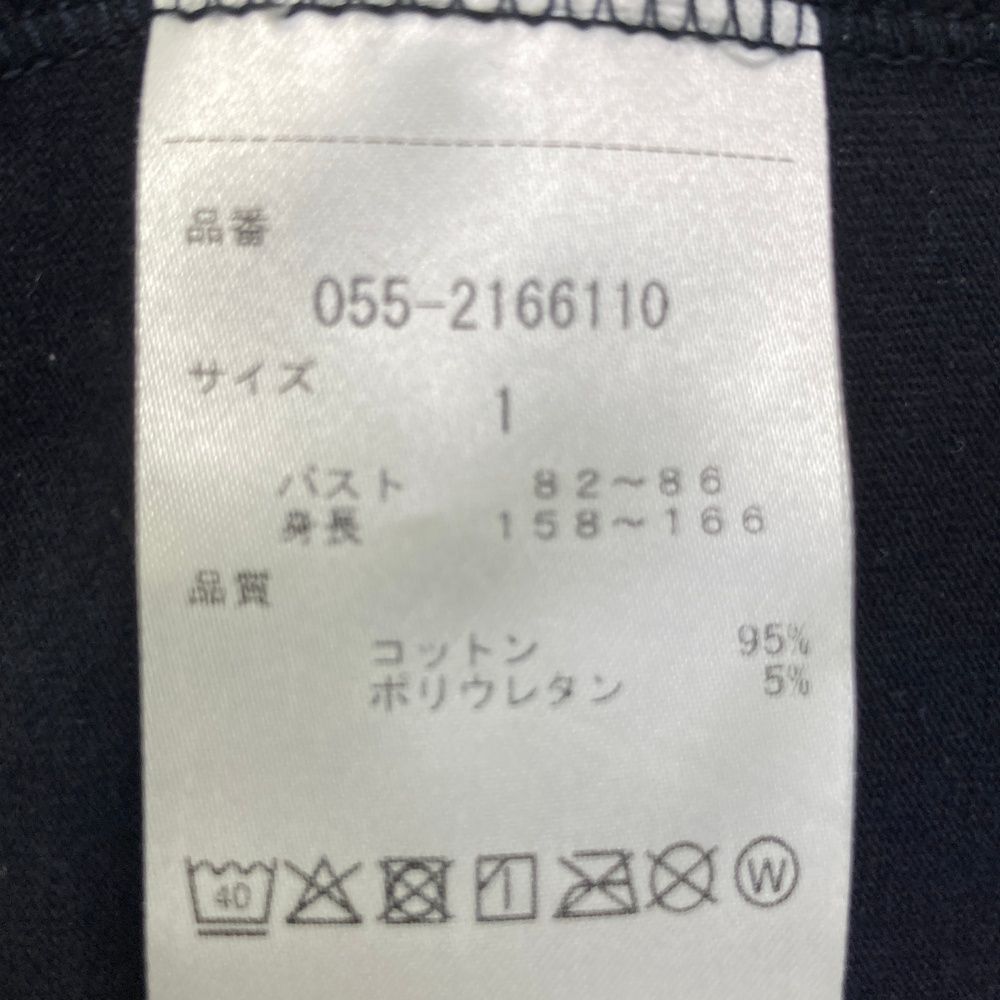 品番
055-2166110
サイズ
1
バスト 82～86
身長 158～166
品質
コットン 95%
ポリウレタン 5%
40 W